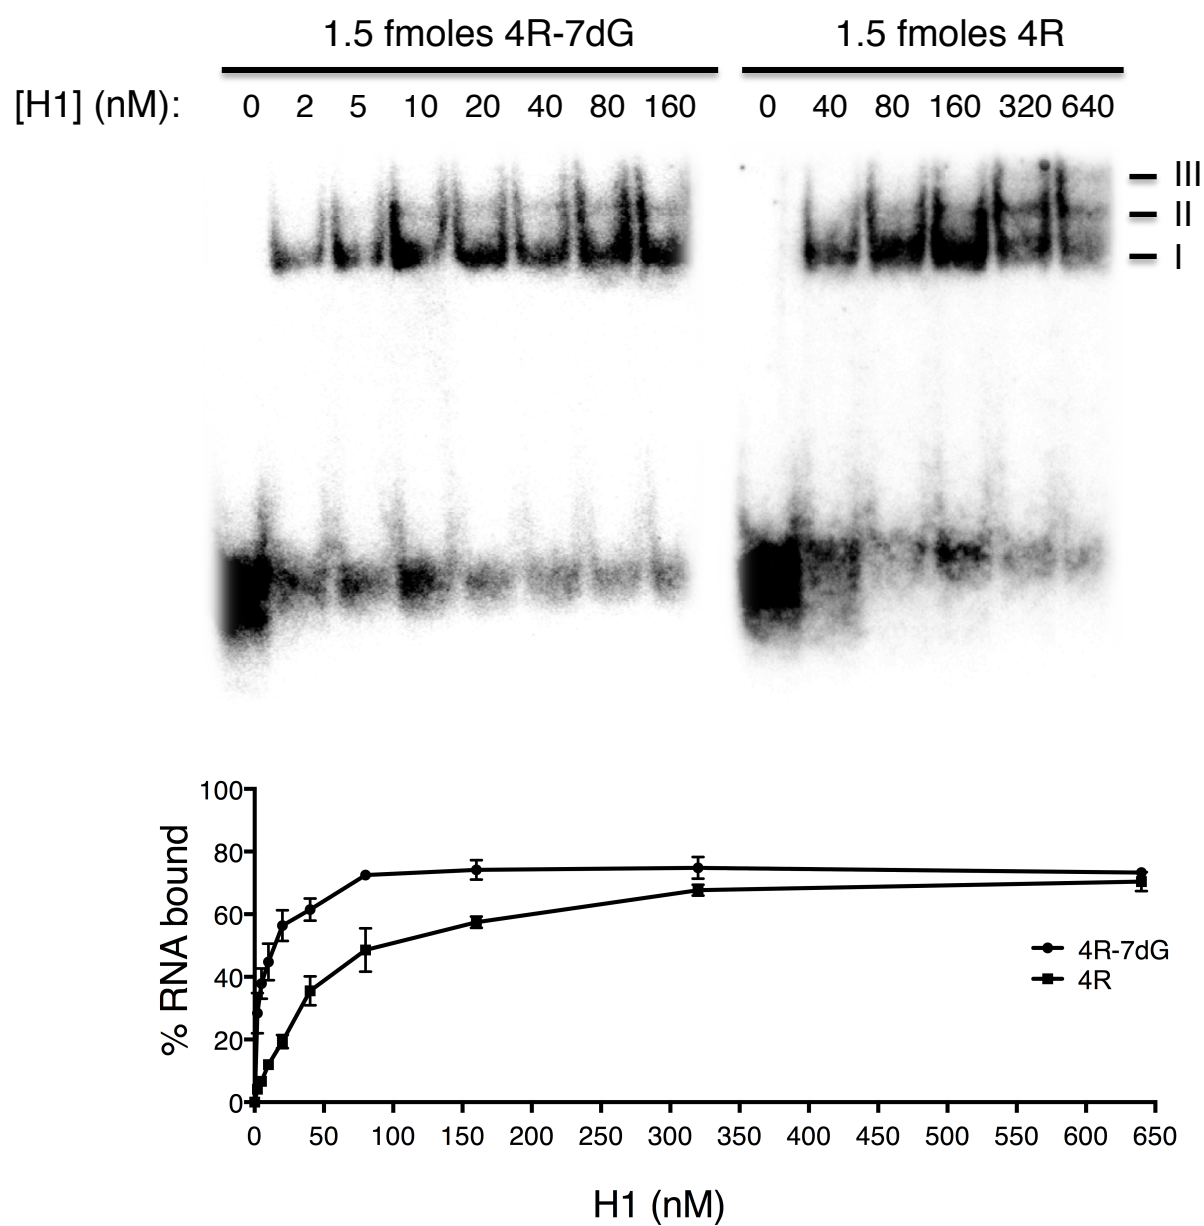 1.5 fmoles 4R-7dG 1.5 fmoles 4R
[H1] (nM): 0 2 5 10 20 40 80 160 0 40 80 160 320 640
III
II
I
100
80
60
40
20
0
% RNA bound
4R-7dG
4R
0 50 100 150 200 250 300 350 400 450 500 550 600 650
H1 (nM)